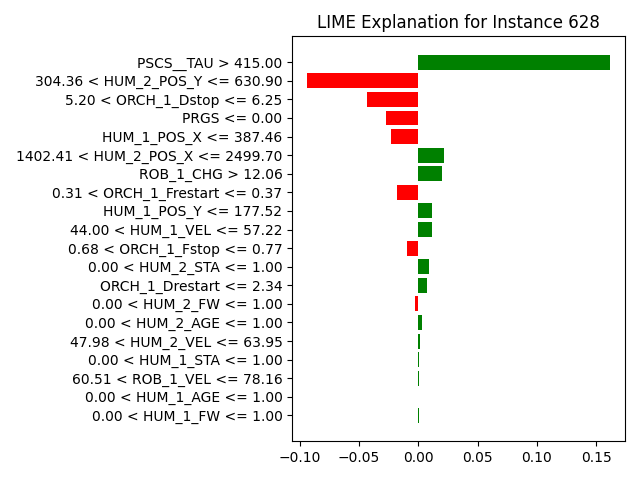 LIME Explanation for Instance 628
PSCS__TAU > 415.00
304.36 < HUM_2_POS_Y <= 630.90
5.20 < ORCH_1_Dstop <= 6.25
PRGS <= 0.00
HUM_1_POS_X <= 387.46
1402.41 < HUM_2_POS_X <= 2499.70
ROB_1_CHG > 12.06
0.31 < ORCH_1_Frestart <= 0.37
HUM_1_POS_Y <= 177.52
44.00 < HUM_1_VEL <= 57.22
0.68 < ORCH_1_Fstop <= 0.77
0.00 < HUM_2_STA <= 1.00
ORCH_1_Drestart <= 2.34
0.00 < HUM_2_FW <= 1.00
0.00 < HUM_2_AGE <= 1.00
47.98 < HUM_2_VEL <= 63.95
0.00 < HUM_1_STA <= 1.00
60.51 < ROB_1_VEL <= 78.16
0.00 < HUM_1_AGE <= 1.00
0.00 < HUM_1_FW <= 1.00
−0.10 −0.05 0.00 0.05 0.10 0.15